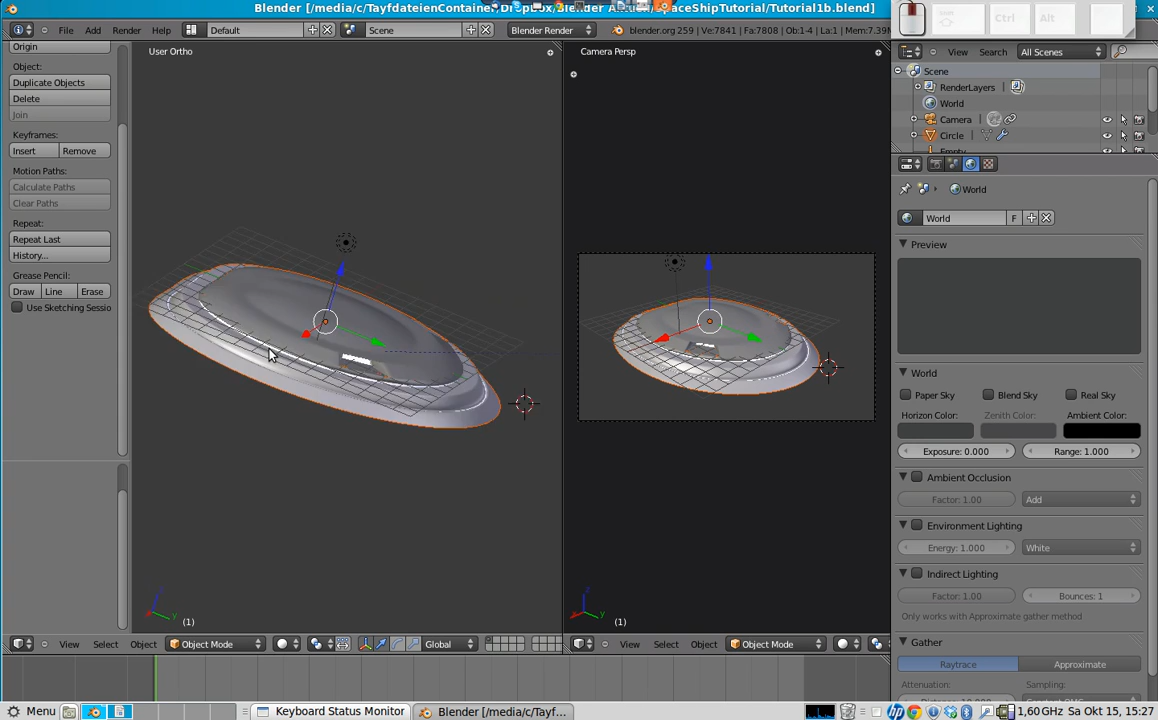 Blender [/media/c/TayfdateienContainer/Dropbox/Blender Addon/SpaceShipTutorial/Tutorial1b.blend]
Ctrl
Alt
File
Add
Render
Help
Default
Scene
Blender Render
blender.org 259 | Ve:7841 | Fa:7808 | Ob:1-4 | La:1 | Mem:7.39M
View
Search
All Scenes
Origin
Object:
Duplicate Objects
Delete
Join
Keyframes:
Insert
Remove
Motion Paths:
Calculate Paths
Clear Paths
Repeat:
Repeat Last
History...
Grease Pencil:
Draw
Line
Erase
Use Sketching Sessio
User Ortho
(1)
Camera Persp
(1)
Scene
RenderLayers
World
Camera
Circle
Empty
World
World
F
Preview
World
Paper Sky
Blend Sky
Real Sky
Horizon Color:
Zenith Color:
Ambient Color:
Exposure: 0.000
Range: 1.000
Ambient Occlusion
Factor: 1.00
Add
Environment Lighting
Energy: 1.000
White
Indirect Lighting
Factor: 1.00
Bounces: 1
Only works with Approximate gather method
Gather
Raytrace
Approximate
Attenuation:
Sampling:
View
Select
Object
Object Mode
Global
View
Select
Object
Object Mode
Menu
Keyboard Status Monitor
Blender [/media/c/Tayf...
1,60 GHz
Sa Okt 15, 15:27